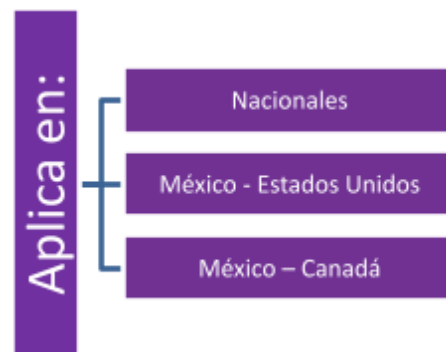 Aplica en:
Nacionales
México - Estados Unidos
México – Canadá